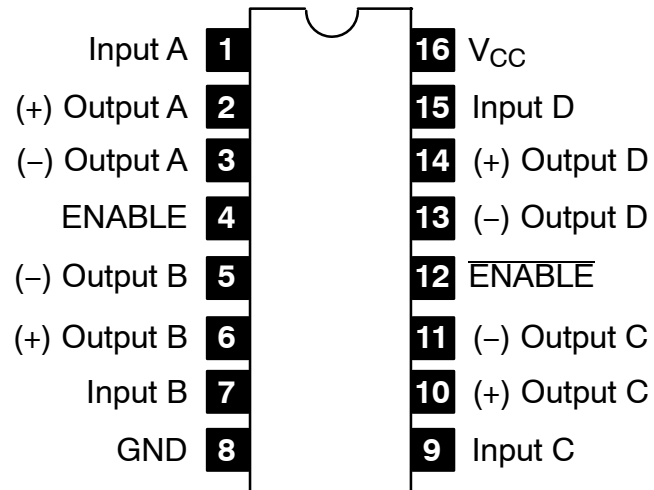 Input A 1
(+) Output A 2
(−) Output A 3
ENABLE 4
(−) Output B 5
(+) Output B 6
Input B 7
GND 8
16 VCC
15 Input D
14 (+) Output D
13 (−) Output D
12 E̅N̅A̅B̅L̅E̅
11 (−) Output C
10 (+) Output C
9 Input C